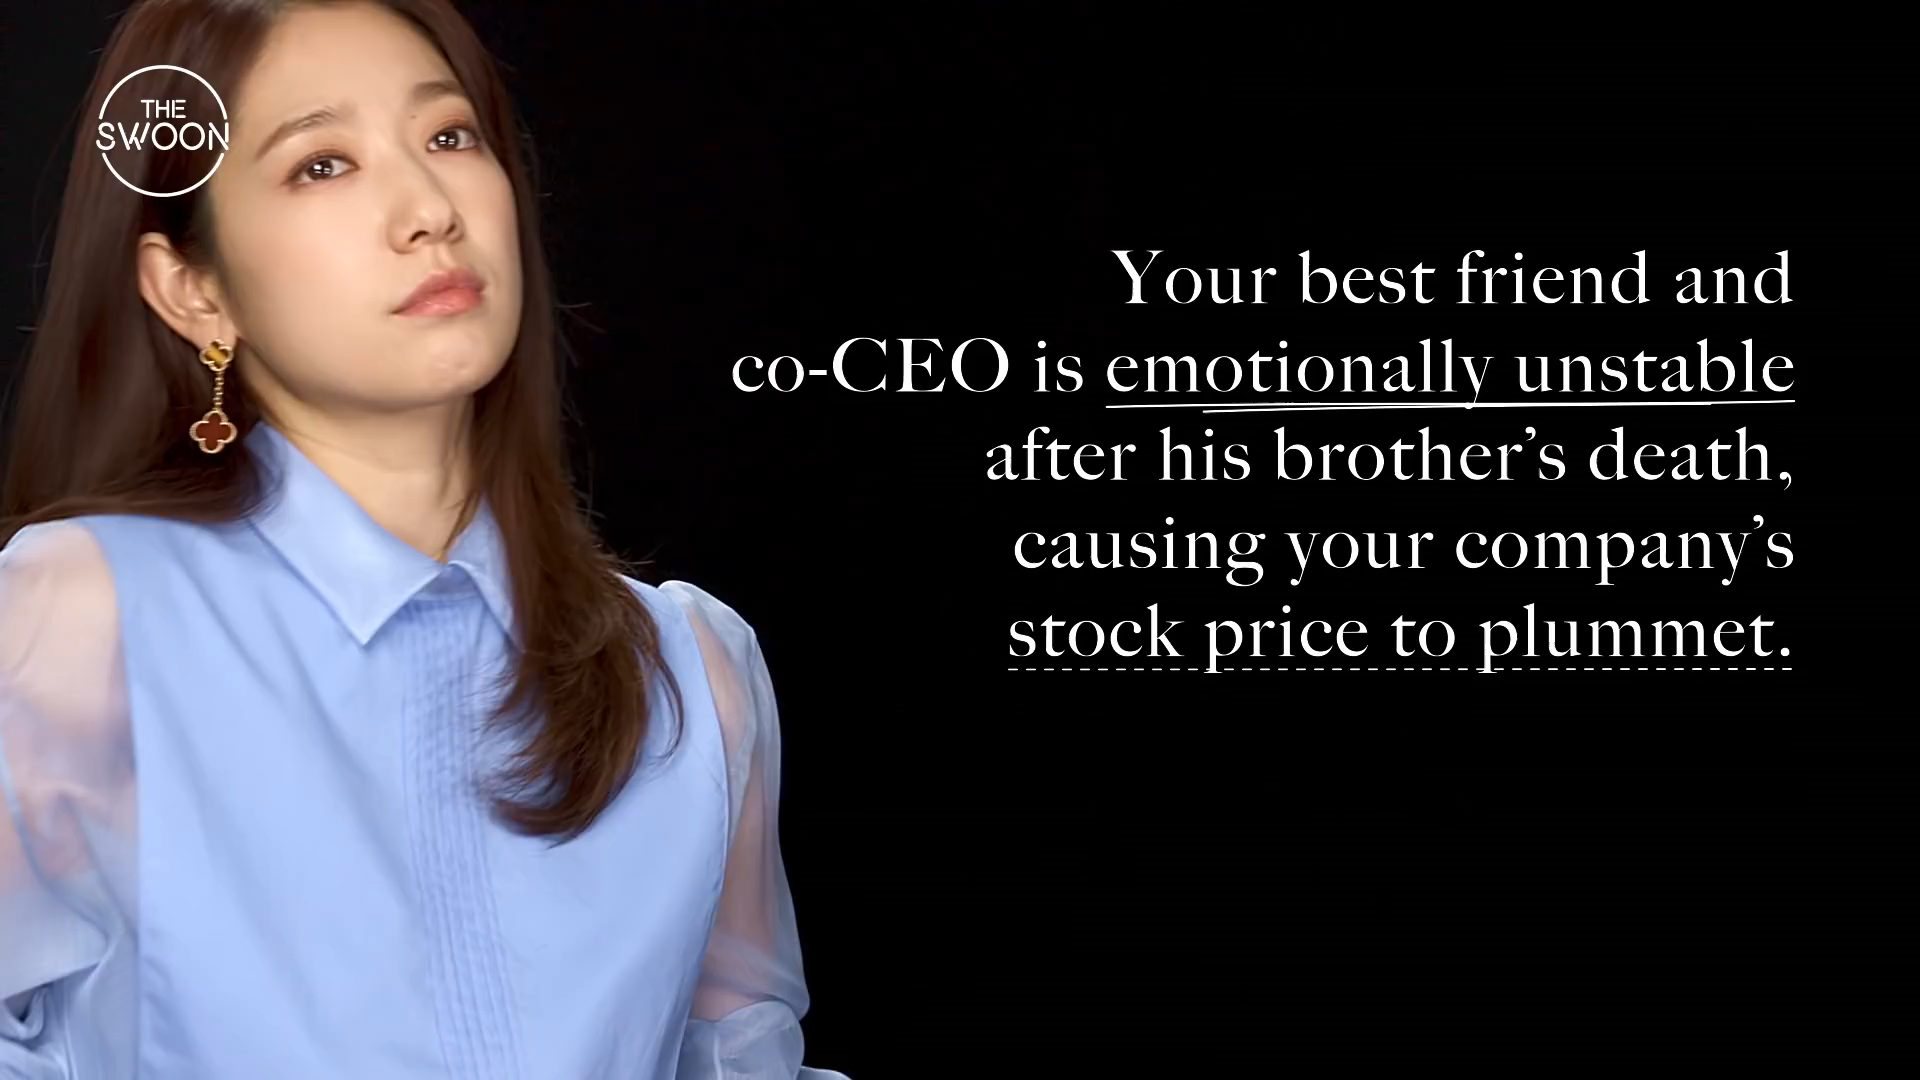 THE
SWOON
Your best friend and
co-CEO is emotionally unstable
after his brother’s death,
causing your company’s
stock price to plummet.